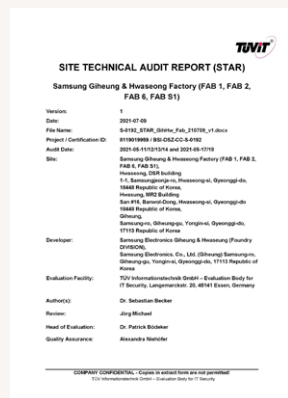 TÜViT
SITE TECHNICAL AUDIT REPORT (STAR)
Samsung Giheung & Hwaseong Factory (FAB 1, FAB 2,
FAB 6, FAB S1)
Version: 1
Date: 2021-07-09
File Name: S-0192_STAR_GiHw_Fab_210709_v1.docx
Project / Certification ID: / BSI-DSZ-CC-S-0192
Audit Date: 2021-05-11/12/13/14 and 2021-05-17/18
Site: Samsung Giheung & Hwaseong Factory (FAB 1, FAB 2,
FAB 6, FAB S1),
Hwaseong, DSR building
1-1, Samsungjeonja-ro, Hwaseong-si, Gyeonggi-do,
18448 Republic of Korea,
Hwasung, MR2 Building
San #16, Banwol-Dong, Hwaseong-si, Gyeonggi-do
18448 Republic of Korea,
Giheung,
Samsung-ro, Giheung-gu, Yongin-si, Gyeonggi-do,
17113 Republic of Korea
Developer: Samsung Electronics Giheung & Hwaseong (Foundry
DIVISION),
Samsung Electronics. Co., Ltd. (Giheung) Samsung-ro,
Giheung-gu, Yongin-si, Gyeonggi-do, 17113 Republic of
Korea
Evaluation Facility: TÜV Informationstechnik GmbH – Evaluation Body for
IT Security, Langemarckstr. 20, 45141 Essen, Germany
Author(s): Dr. Sebastian Becker
Review: Jörg Michael
Head of Evaluation: Dr. Patrick Bödeker
Quality Assurance: Alexandra Niehöfer
COMPANY CONFIDENTIAL - Copies in extract form are not permitted!
TÜV Informationstechnik GmbH – Evaluation Body for IT Security